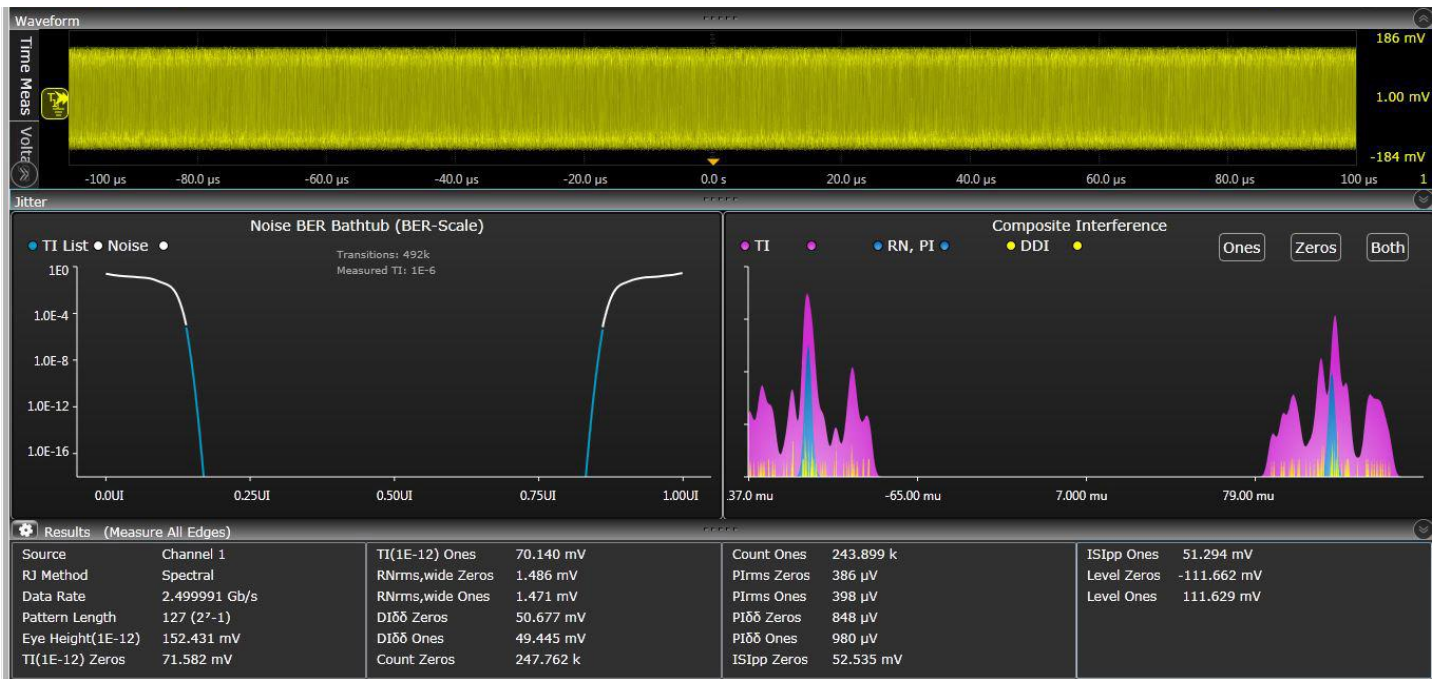 Waveform
Time Meas
Volta
186 mV
1.00 mV
-184 mV
-100 µs -80.0 µs -60.0 µs -40.0 µs -20.0 µs 0.0 s 20.0 µs 40.0 µs 60.0 µs 80.0 µs 100 µs 1
Jitter
Noise BER Bathtub (BER-Scale)
TI List Noise
Transitions: 492k
Measured TI: 1E-6
1E0
1.0E-4
1.0E-8
1.0E-12
1.0E-16
0.0UI 0.25UI 0.50UI 0.75UI 1.00UI
Composite Interference
TI RN, PI DDI
Ones Zeros Both
37.0 mu -65.00 mu 7.000 mu 79.00 mu
Results (Measure All Edges)
Source Channel 1
RJ Method Spectral
Data Rate 2.499991 Gb/s
Pattern Length 127 (2⁷-1)
Eye Height(1E-12) 152.431 mV
TI(1E-12) Zeros 71.582 mV
TI(1E-12) Ones 70.140 mV
RNrms,wide Zeros 1.486 mV
RNrms,wide Ones 1.471 mV
DIδδ Zeros 50.677 mV
DIδδ Ones 49.445 mV
Count Zeros 247.762 k
Count Ones 243.899 k
PIrms Zeros 386 µV
PIrms Ones 398 µV
PIδδ Zeros 848 µV
PIδδ Ones 980 µV
ISIpp Zeros 52.535 mV
ISIpp Ones 51.294 mV
Level Zeros -111.662 mV
Level Ones 111.629 mV